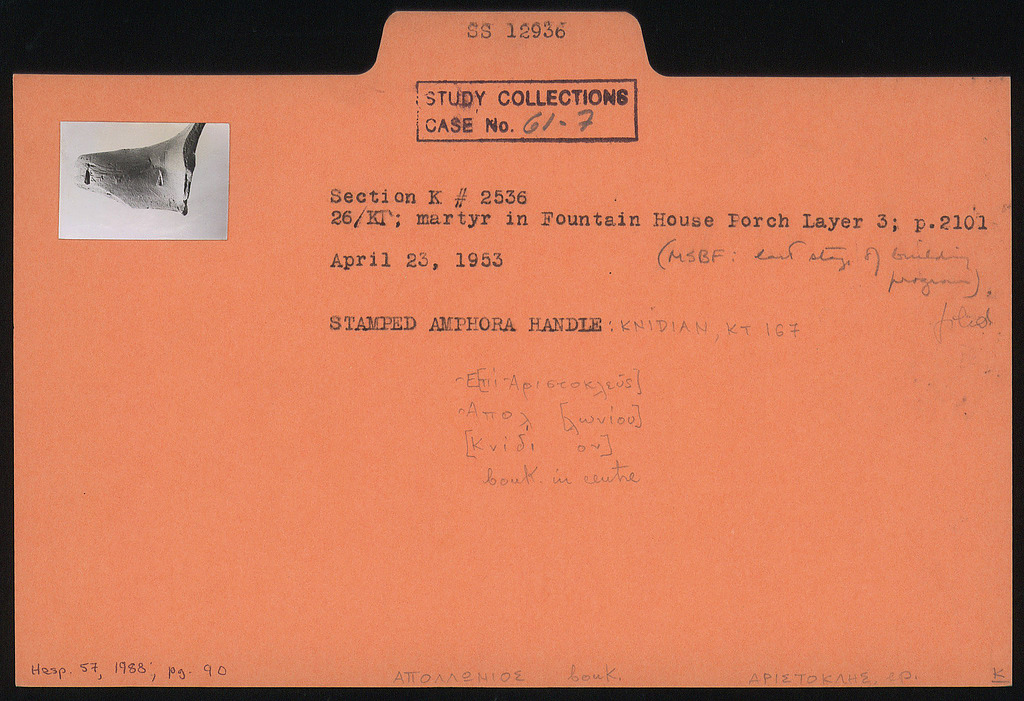 SS 12936
STUDY COLLECTIONS
CASE No. 61-7
Section K # 2536
26/ΚΓ; martyr in Fountain House Porch Layer 3; p.2101
April 23, 1953
(MSBF: last stage of building
program).
STAMPED AMPHORA HANDLE: KNIDIAN, KT 167
Ἐ[πὶ Ἀριστοκλεῦς]
Ἀπολ [λωνίου]
[Κνίδι ον]
bouk. in centre
Hesp. 57, 1988, pg. 90
ΑΠΟΛΛΩΝΙΟΣ bouk. ΑΡΙΣΤΟΚΛΗΣ, ep. K